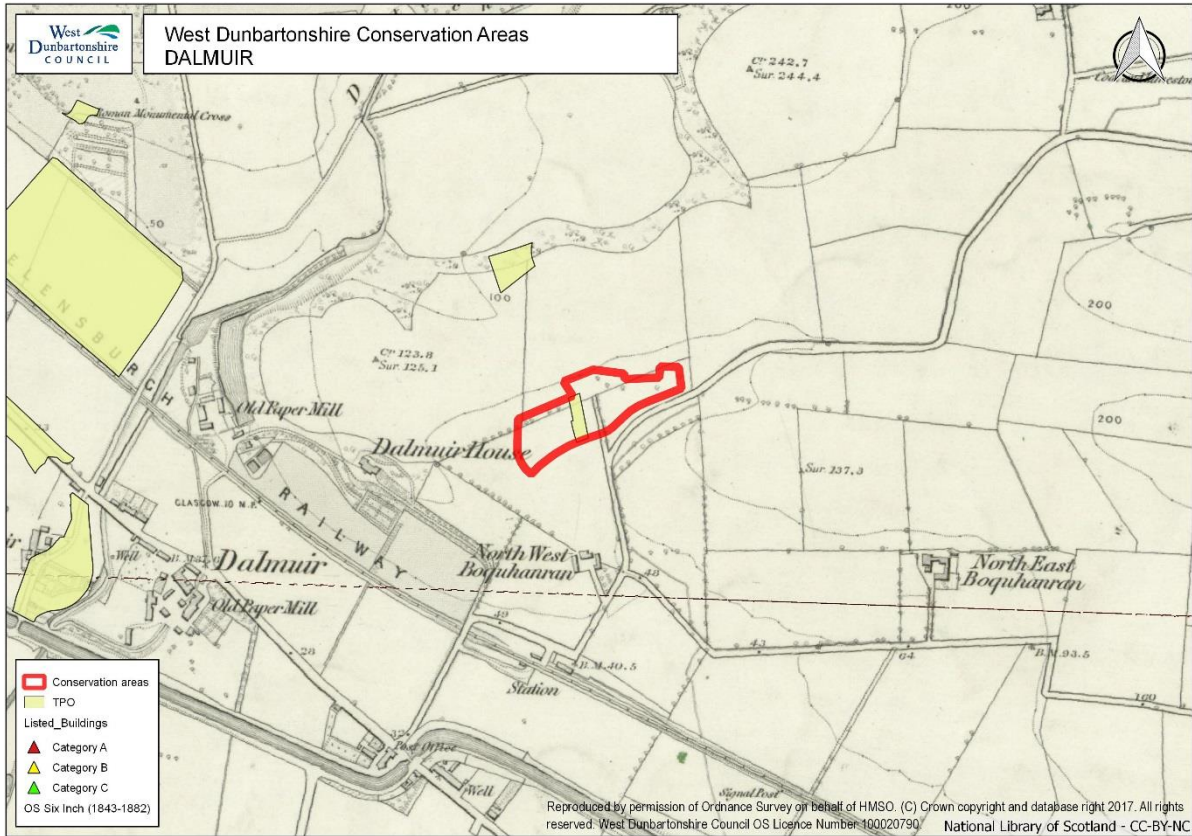 West
Dunbartonshire
COUNCIL
West Dunbartonshire Conservation Areas
DALMUIR
Cr 242.7
Sur. 244.4
Roman Monumental Cross
D
50
ELENSBURGH
100
200
Cr 123.8
Sur. 125.1
Old Paper Mill
Dalmuir House
200
Sur. 137.3
GLASGOW 10 N.P.
RAILWAY
Well
Dalmuir
North West
Boquhanran
North East
Boquhanran
48
Old Paper Mill
49
28
43
64
B.M. 93.5
B.M. 40.5
Station
100
32
Post Office
Well
Signal Post
Conservation areas
TPO
Listed_Buildings
Category A
Category B
Category C
OS Six Inch (1843-1882)
Reproduced by permission of Ordnance Survey on behalf of HMSO. (C) Crown copyright and database right 2017. All rights
reserved. West Dunbartonshire Council OS Licence Number 100020790
National Library of Scotland - CC-BY-NC